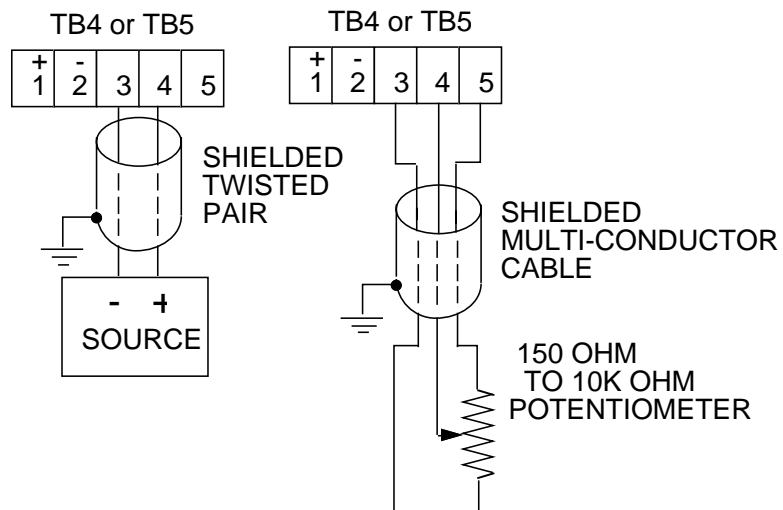 TB4 or TB5
+ -
1 2 3 4 5
SHIELDED
TWISTED
PAIR
- +
SOURCE
TB4 or TB5
+ -
1 2 3 4 5
SHIELDED
MULTI-CONDUCTOR
CABLE
150 OHM
TO 10K OHM
POTENTIOMETER